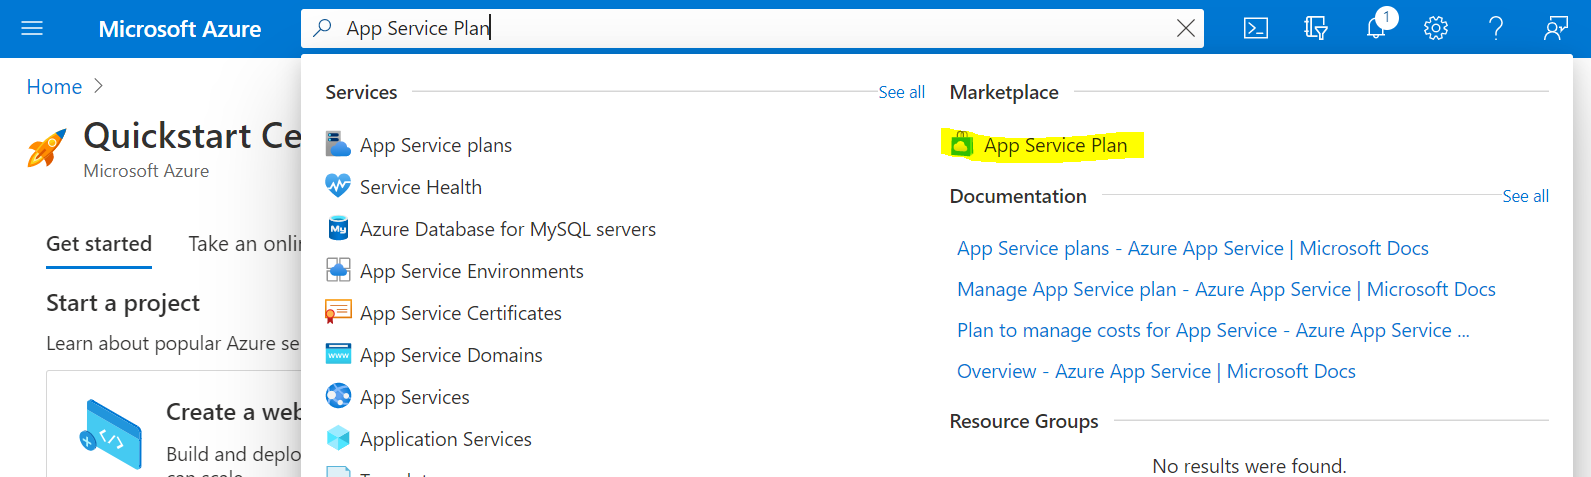 Microsoft Azure
App Service Plan
1
Home
Quickstart Ce
Microsoft Azure
Get started
Take an onli
Start a project
Learn about popular Azure se
Create a web
Build and deplo
can scale
Services
See all
App Service plans
Service Health
My
Azure Database for MySQL servers
App Service Environments
App Service Certificates
www
App Service Domains
App Services
Application Services
Marketplace
App Service Plan
Documentation
See all
App Service plans - Azure App Service | Microsoft Docs
Manage App Service plan - Azure App Service | Microsoft Docs
Plan to manage costs for App Service - Azure App Service ...
Overview - Azure App Service | Microsoft Docs
Resource Groups
No results were found.